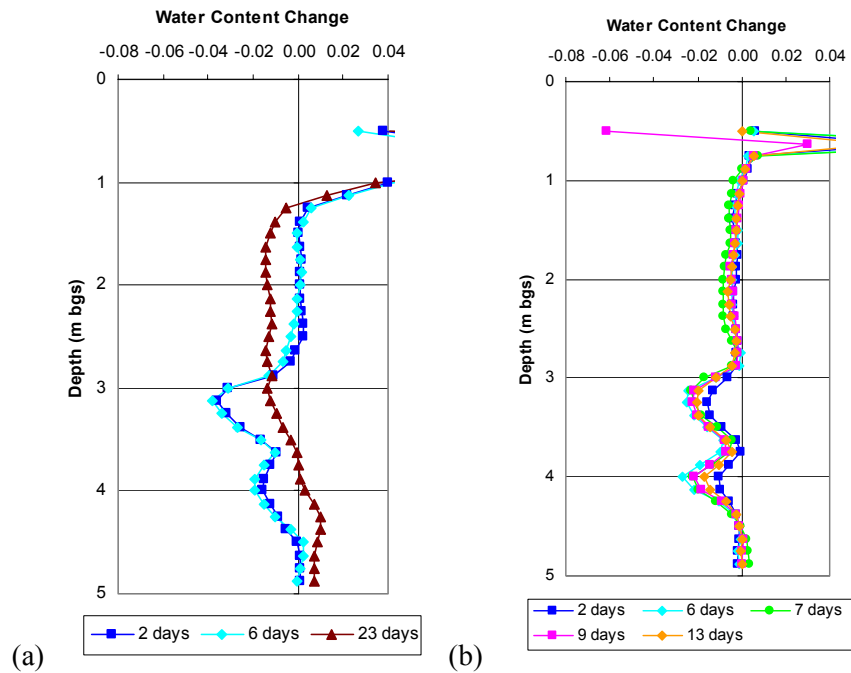 Water Content Change
-0.08 -0.06 -0.04 -0.02 0.00 0.02 0.04
0
1
2
3
4
5
Depth (m bgs)
2 days 6 days 23 days
(a)
Water Content Change
-0.08 -0.06 -0.04 -0.02 0.00 0.02 0.04
0
1
2
3
4
5
Depth (m bgs)
2 days 6 days 7 days
9 days 13 days
(b)